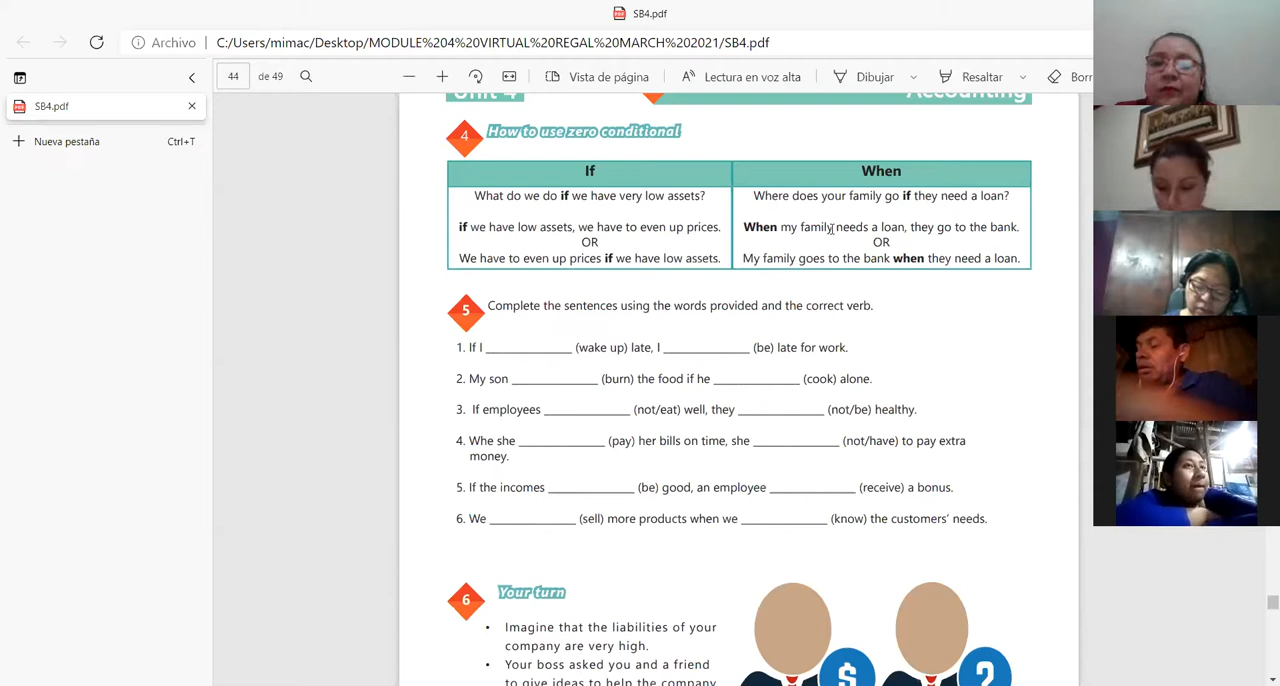 SB4.pdf
Archivo
C:/Users/mimac/Desktop/MODULE%204%20VIRTUAL%20REGAL%20MARCH%202021/SB4.pdf
44 de 49
Vista de página
Lectura en voz alta
Dibujar
Resaltar
Borr
SB4.pdf
Nueva pestaña
Ctrl+T
Unit 4
Accounting
4
How to use zero conditional
If
When
What do we do if we have very low assets?
Where does your family go if they need a loan?
if we have low assets, we have to even up prices.
When my family needs a loan, they go to the bank.
OR
OR
We have to even up prices if we have low assets.
My family goes to the bank when they need a loan.
5
Complete the sentences using the words provided and the correct verb.
1. If I ______________ (wake up) late, I ______________ (be) late for work.
2. My son ______________ (burn) the food if he ______________ (cook) alone.
3. If employees ______________ (not/eat) well, they ______________ (not/be) healthy.
4. Whe she ______________ (pay) her bills on time, she ______________ (not/have) to pay extra
money.
5. If the incomes ______________ (be) good, an employee ______________ (receive) a bonus.
6. We ______________ (sell) more products when we ______________ (know) the customers' needs.
6
Your turn
• Imagine that the liabilities of your
company are very high.
• Your boss asked you and a friend
to give ideas to help the company
$
?